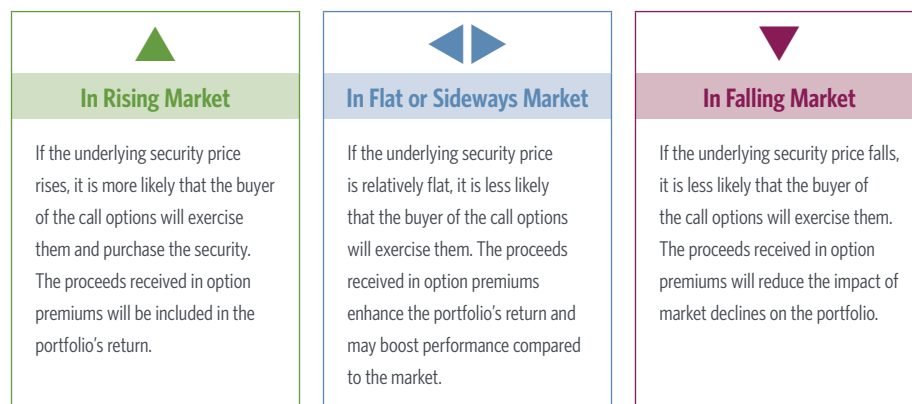 In Rising Market
If the underlying security price
rises, it is more likely that the buyer
of the call options will exercise
them and purchase the security.
The proceeds received in option
premiums will be included in the
portfolio's return.
In Flat or Sideways Market
If the underlying security price
is relatively flat, it is less likely
that the buyer of the call options
will exercise them. The proceeds
received in option premiums
enhance the portfolio's return and
may boost performance compared
to the market.
In Falling Market
If the underlying security price falls,
it is less likely that the buyer of
the call options will exercise them.
The proceeds received in option
premiums will reduce the impact of
market declines on the portfolio.